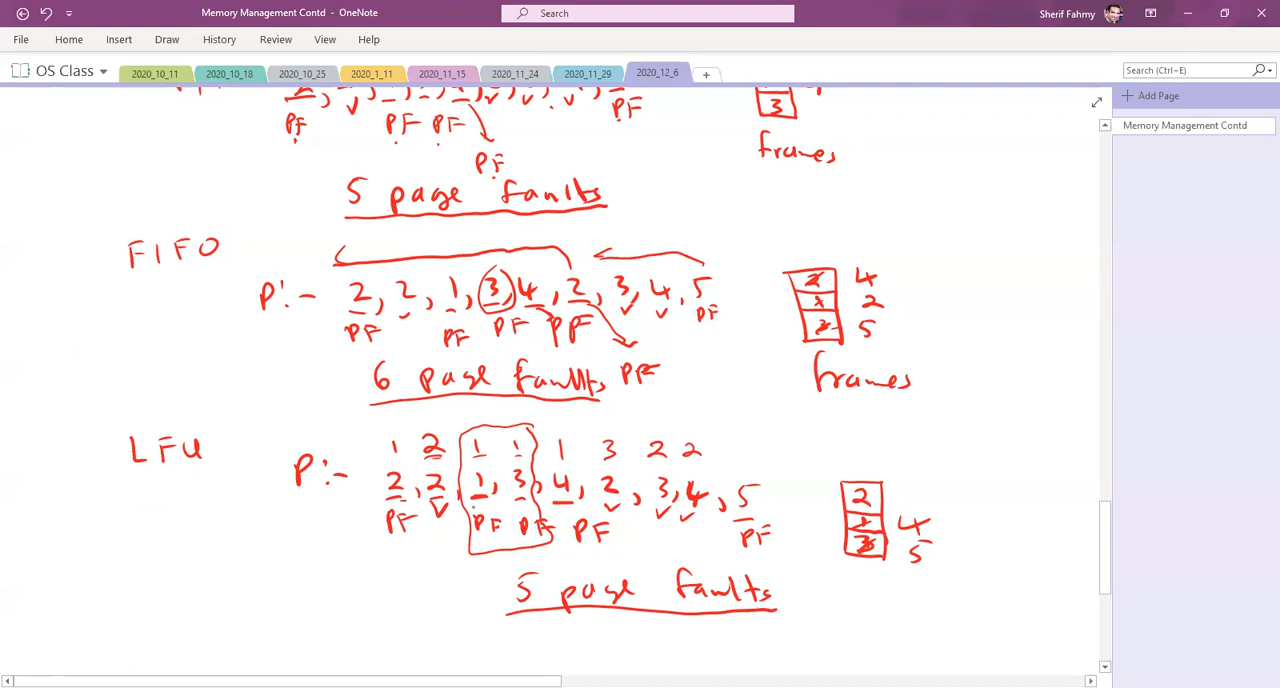 Memory Management Contd - OneNote
Search
Sherif Fahmy
File Home Insert Draw History Review View Help
OS Class
2020_10_11 2020_10_18 2020_10_25 2020_1_11 2020_11_15 2020_11_24 2020_11_29 2020_12_6
Search (Ctrl+E)
Add Page
Memory Management Contd
3
PF PF PF PF
PF
frames
5 page faults
FIFO
P:- 2, 2, 1, 3, 4, 2, 3, 4, 5
PF PF PF PF PF
4
2
5
6 page faults PF
frames
LFU
1 2 1 1 1 3 2 2
P:- 2, 2, 1, 3, 4, 2, 3, 4, 5
PF PF PF PF PF
2
4
5
5 page faults